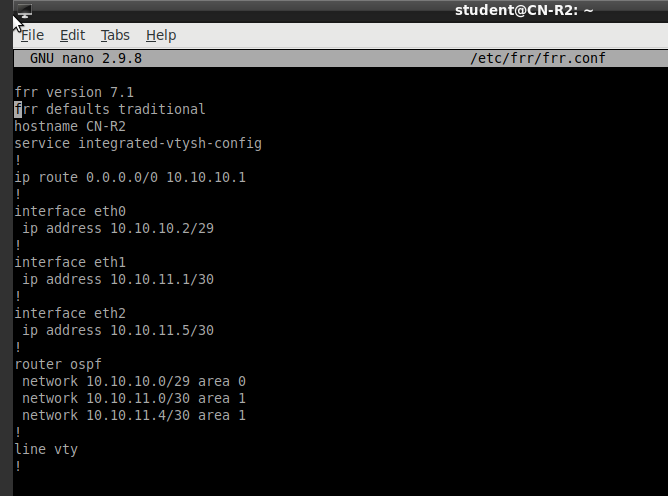 student@CN-R2: ~
File Edit Tabs Help
GNU nano 2.9.8 /etc/frr/frr.conf
frr version 7.1
frr defaults traditional
hostname CN-R2
service integrated-vtysh-config
!
ip route 0.0.0.0/0 10.10.10.1
!
interface eth0
 ip address 10.10.10.2/29
!
interface eth1
 ip address 10.10.11.1/30
!
interface eth2
 ip address 10.10.11.5/30
!
router ospf
 network 10.10.10.0/29 area 0
 network 10.10.11.0/30 area 1
 network 10.10.11.4/30 area 1
!
line vty
!